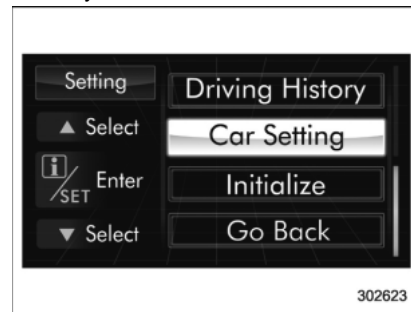 Setting
▲ Select
i/SET Enter
▼ Select
Driving History
Car Setting
Initialize
Go Back
302623